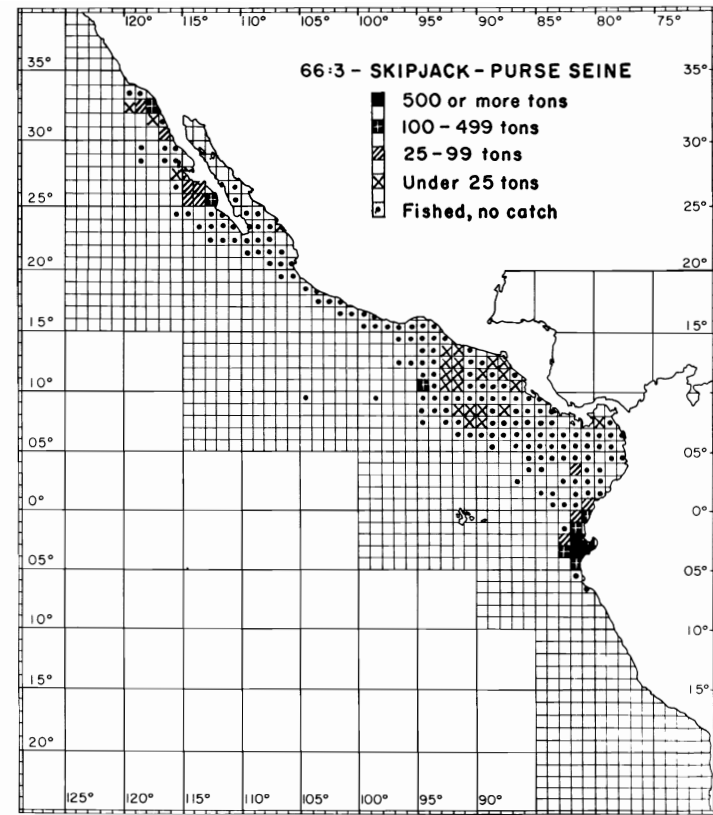 120° 115° 110° 105° 100° 95° 90° 85° 80°
35° 35°
66:3 – SKIPJACK – PURSE SEINE
500 or more tons
100 – 499 tons
30° 30°
25 – 99 tons
Under 25 tons
25° 25°
Fished, no catch
20° 20°
15° 15°
10° 10°
05° 05°
0° 0°
05° 05°
10° 10°
15° 15°
20°
125° 120° 115° 110° 105° 100° 95° 90°